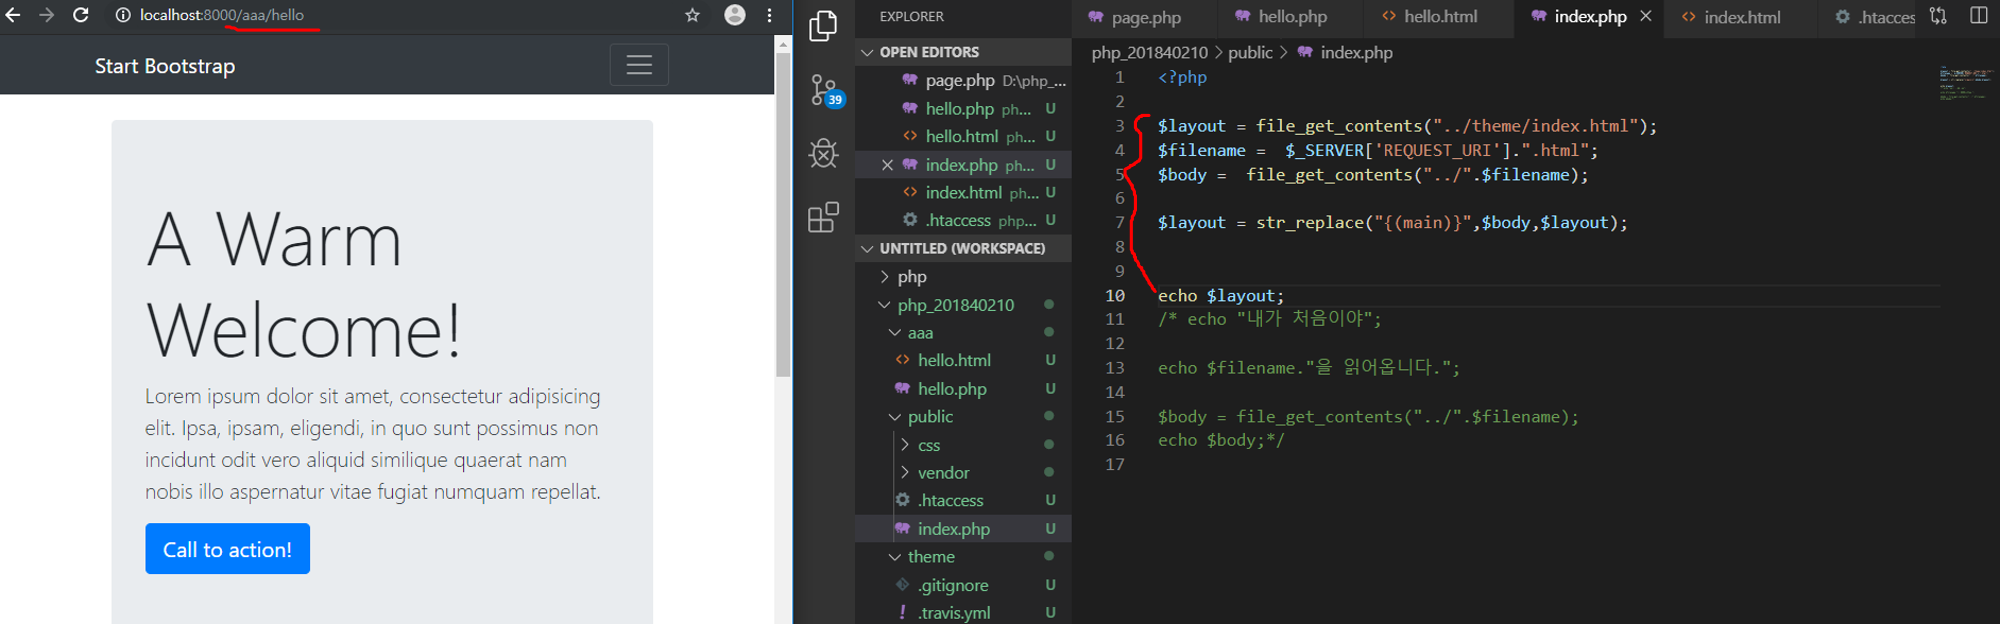 localhost:8000/aaa/hello
Start Bootstrap
A Warm
Welcome!
Lorem ipsum dolor sit amet, consectetur adipisicing
elit. Ipsa, ipsam, eligendi, in quo sunt possimus non
incidunt odit vero aliquid similique quaerat nam
nobis illo aspernatur vitae fugiat numquam repellat.
Call to action!
39
EXPLORER
OPEN EDITORS
page.php D:\php_...
hello.php ph... U
hello.html ph... U
index.php ph... U
index.html ph... U
.htaccess php... U
UNTITLED (WORKSPACE)
php
php_201840210
aaa
hello.html U
hello.php U
public
css
vendor
.htaccess U
index.php U
theme
.gitignore U
.travis.yml U
page.php hello.php hello.html index.php index.html .htacces
php_201840210 > public > index.php
1 <?php
2
3 $layout = file_get_contents("../theme/index.html");
4 $filename =  $_SERVER['REQUEST_URI'].".html";
5 $body =  file_get_contents("../".$filename);
6
7 $layout = str_replace("{(main)}",$body,$layout);
8
9
10 echo $layout;
11 /* echo "내가 처음이야";
12
13 echo $filename."을 읽어옵니다.";
14
15 $body = file_get_contents("../".$filename);
16 echo $body;*/
17